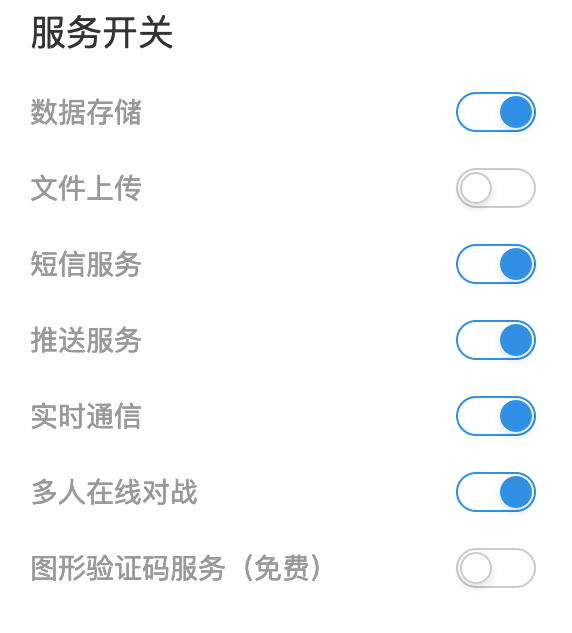 服务开关
数据存储
文件上传
短信服务
推送服务
实时通信
多人在线对战
图形验证码服务（免费）